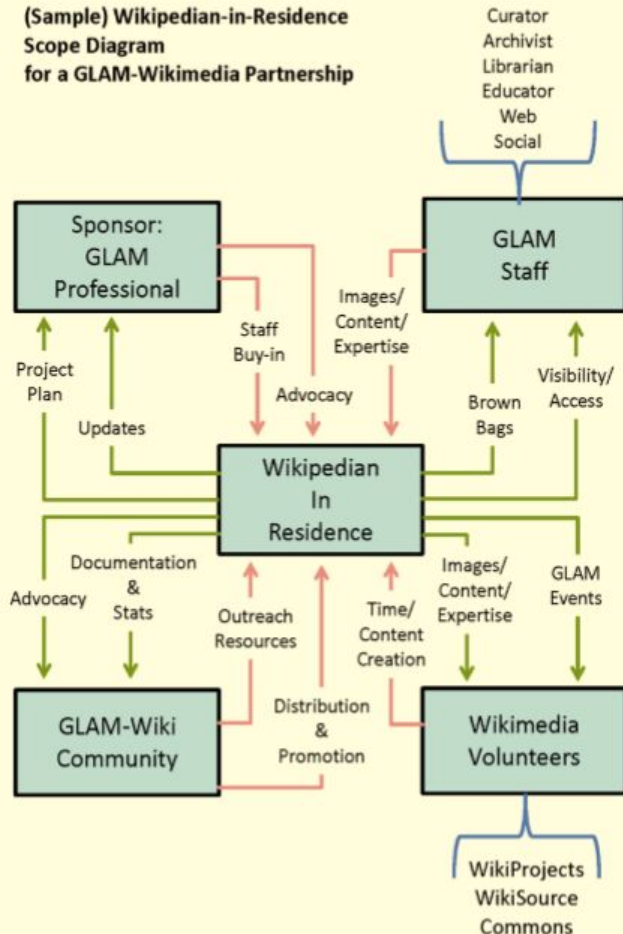 (Sample) Wikipedian-in-Residence
Scope Diagram
for a GLAM-Wikimedia Partnership
Curator
Archivist
Librarian
Educator
Web
Social
Sponsor:
GLAM
Professional
GLAM
Staff
Project
Plan
Updates
Staff
Buy-in
Advocacy
Images/
Content/
Expertise
Brown
Bags
Visibility/
Access
Wikipedian
In
Residence
Advocacy
Documentation
&
Stats
Outreach
Resources
Distribution
&
Promotion
Time/
Content
Creation
Images/
Content/
Expertise
GLAM
Events
GLAM-Wiki
Community
Wikimedia
Volunteers
WikiProjects
WikiSource
Commons